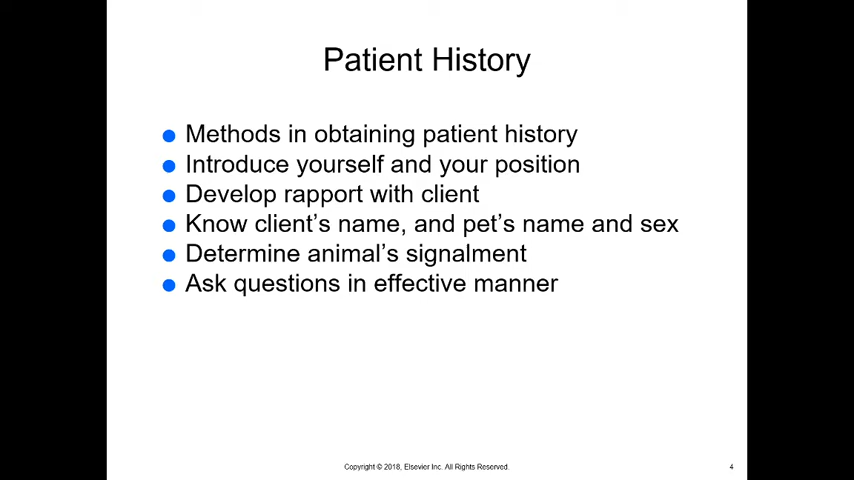 Patient History
Methods in obtaining patient history
Introduce yourself and your position
Develop rapport with client
Know client's name, and pet's name and sex
Determine animal's signalment
Ask questions in effective manner
Copyright © 2018, Elsevier Inc. All Rights Reserved.
4